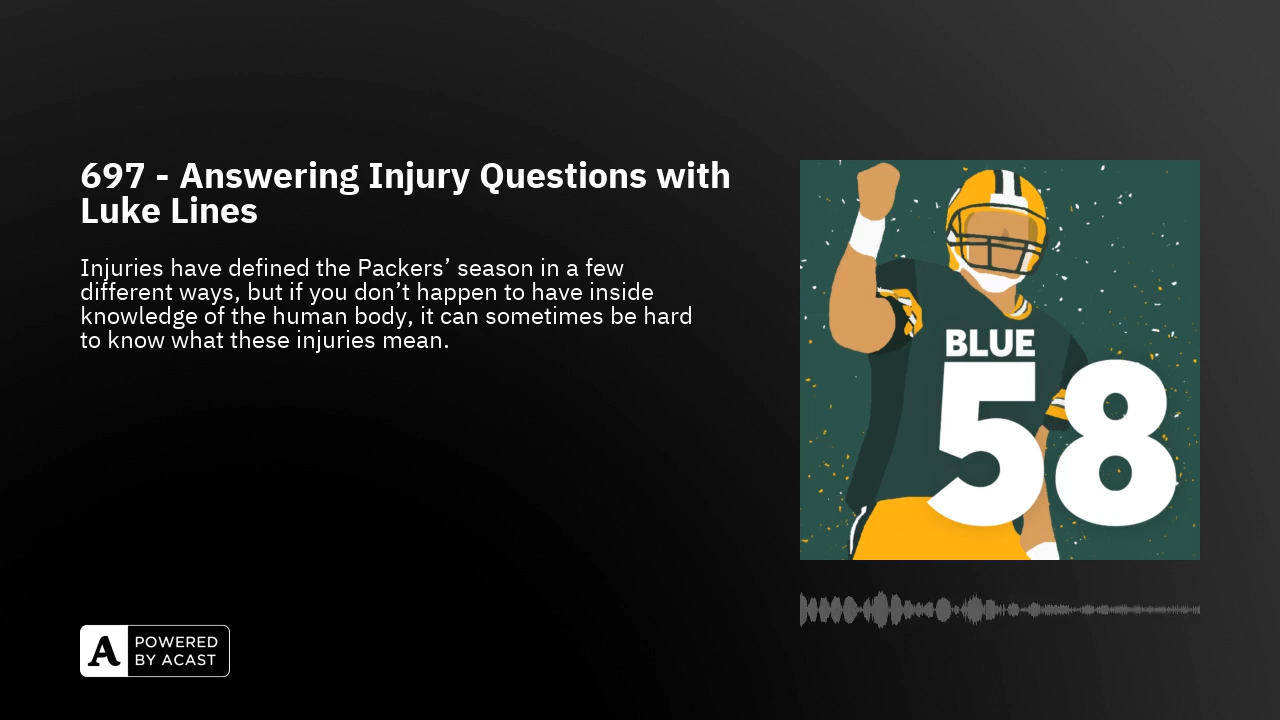 697 - Answering Injury Questions with
Luke Lines
Injuries have defined the Packers’ season in a few
different ways, but if you don’t happen to have inside
knowledge of the human body, it can sometimes be hard
to know what these injuries mean.
BLUE
58
A POWERED
BY ACAST